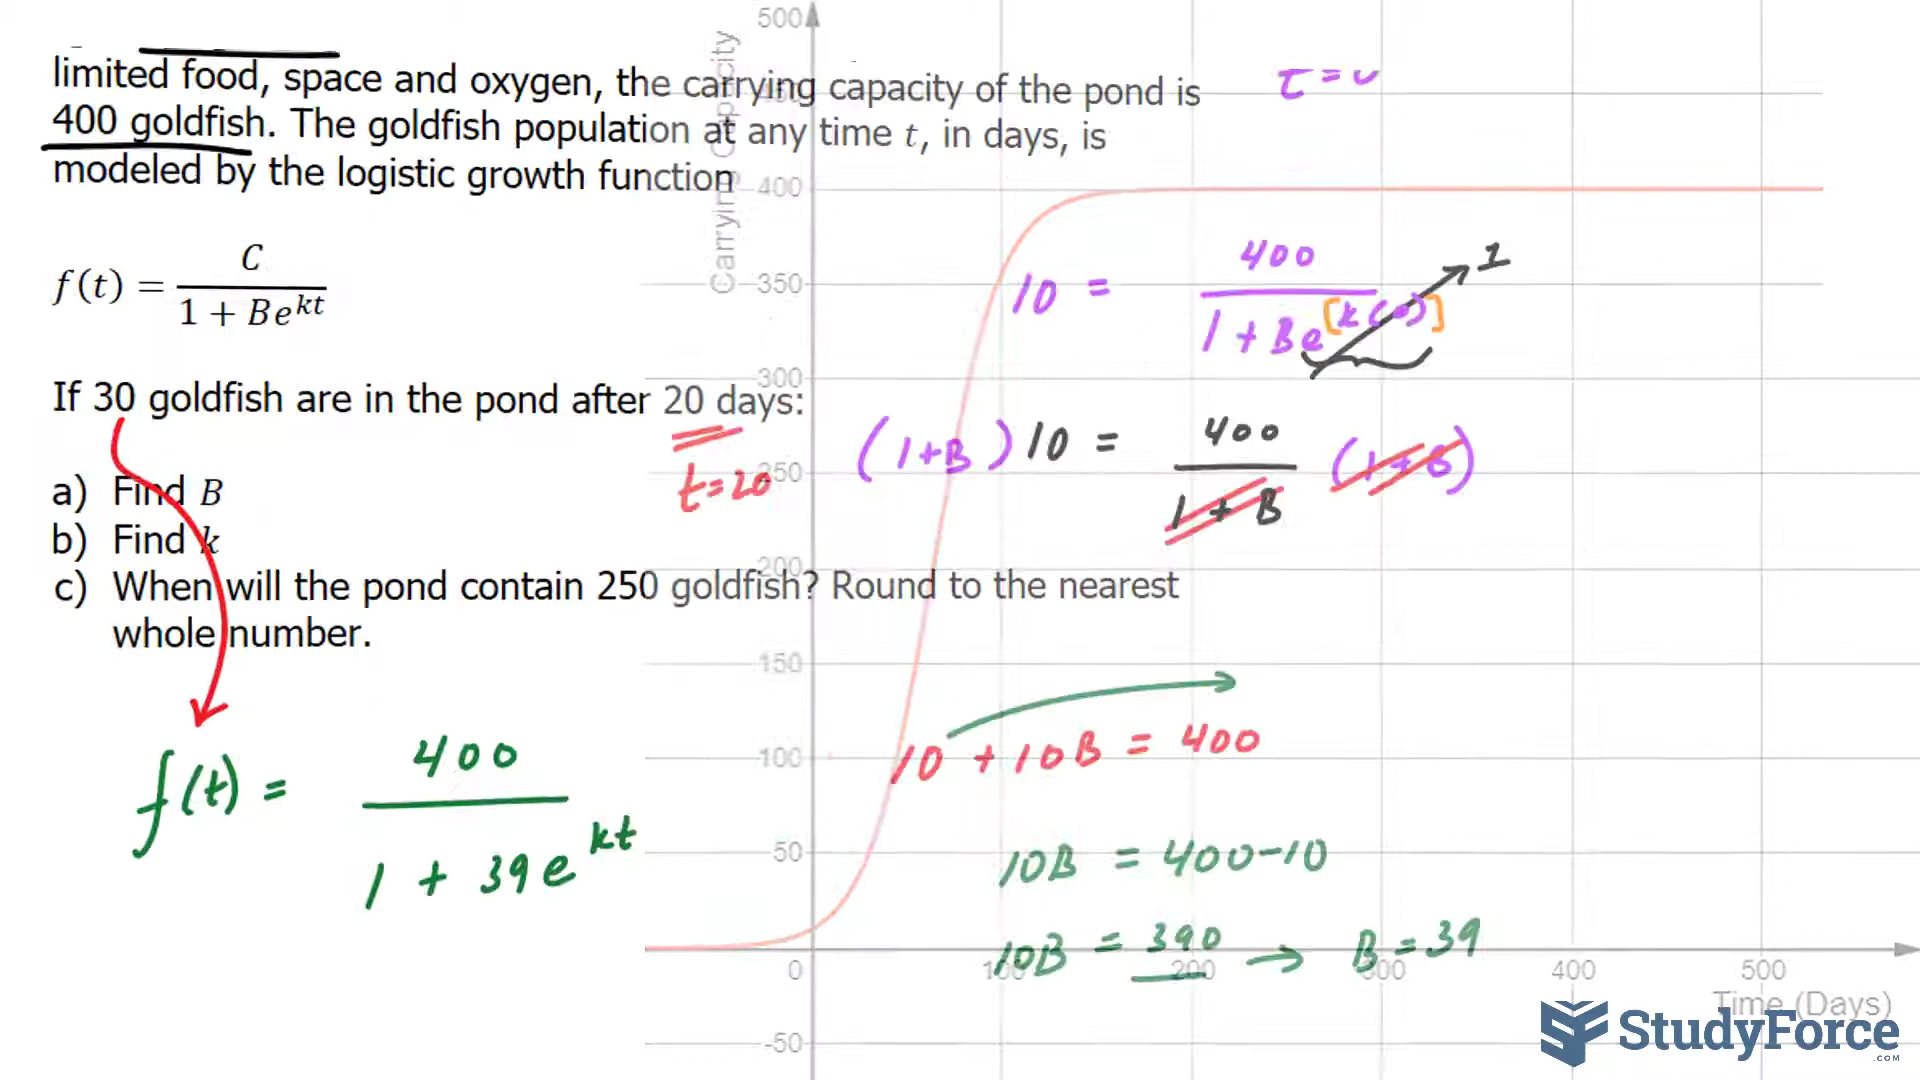 limited food, space and oxygen, the carrying capacity of the pond is
400 goldfish. The goldfish population at any time t, in days, is
modeled by the logistic growth function
f(t) = C / (1 + Be^{kt})
If 30 goldfish are in the pond after 20 days:
t=20
a) Find B
b) Find k
c) When will the pond contain 250 goldfish? Round to the nearest
whole number.
f(t) = 400 / (1 + 39e^{kt})
10 = 400 / (1 + Be^{[k(0)]})
1
(1+B)10 = 400 / (1 + B) (1+B)
10 + 10B = 400
10B = 400-10
10B = 390 → B = 39
Carrying Capacity
500
400
350
300
250
200
150
100
50
-50
0
100
200
300
400
500
Time (Days)
StudyForce
.COM